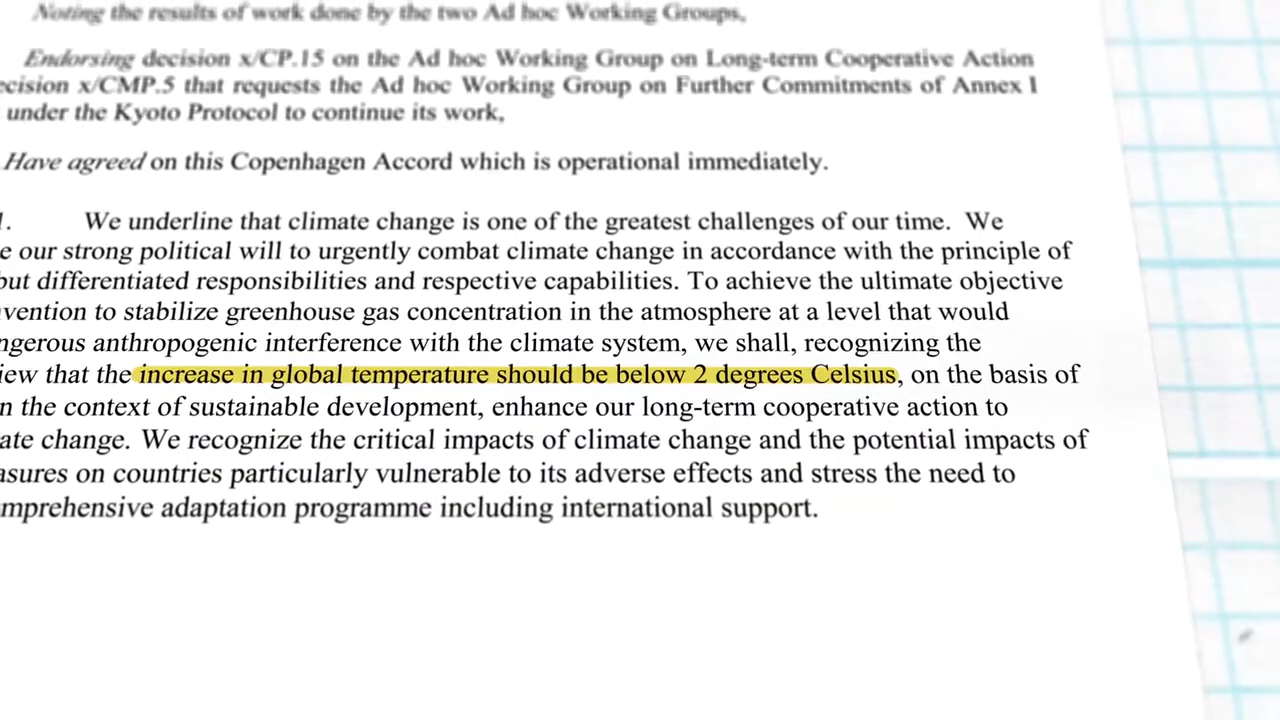 Noting the results of work done by the two Ad hoc Working Groups,
Endorsing decision x/CP.15 on the Ad hoc Working Group on Long-term Cooperative Action
ecision x/CMP.5 that requests the Ad hoc Working Group on Further Commitments of Annex I
under the Kyoto Protocol to continue its work,
Have agreed on this Copenhagen Accord which is operational immediately.
1. We underline that climate change is one of the greatest challenges of our time. We
e our strong political will to urgently combat climate change in accordance with the principle of
but differentiated responsibilities and respective capabilities. To achieve the ultimate objective
vention to stabilize greenhouse gas concentration in the atmosphere at a level that would
ngerous anthropogenic interference with the climate system, we shall, recognizing the
iew that the increase in global temperature should be below 2 degrees Celsius, on the basis of
n the context of sustainable development, enhance our long-term cooperative action to
ate change. We recognize the critical impacts of climate change and the potential impacts of
asures on countries particularly vulnerable to its adverse effects and stress the need to
mprehensive adaptation programme including international support.